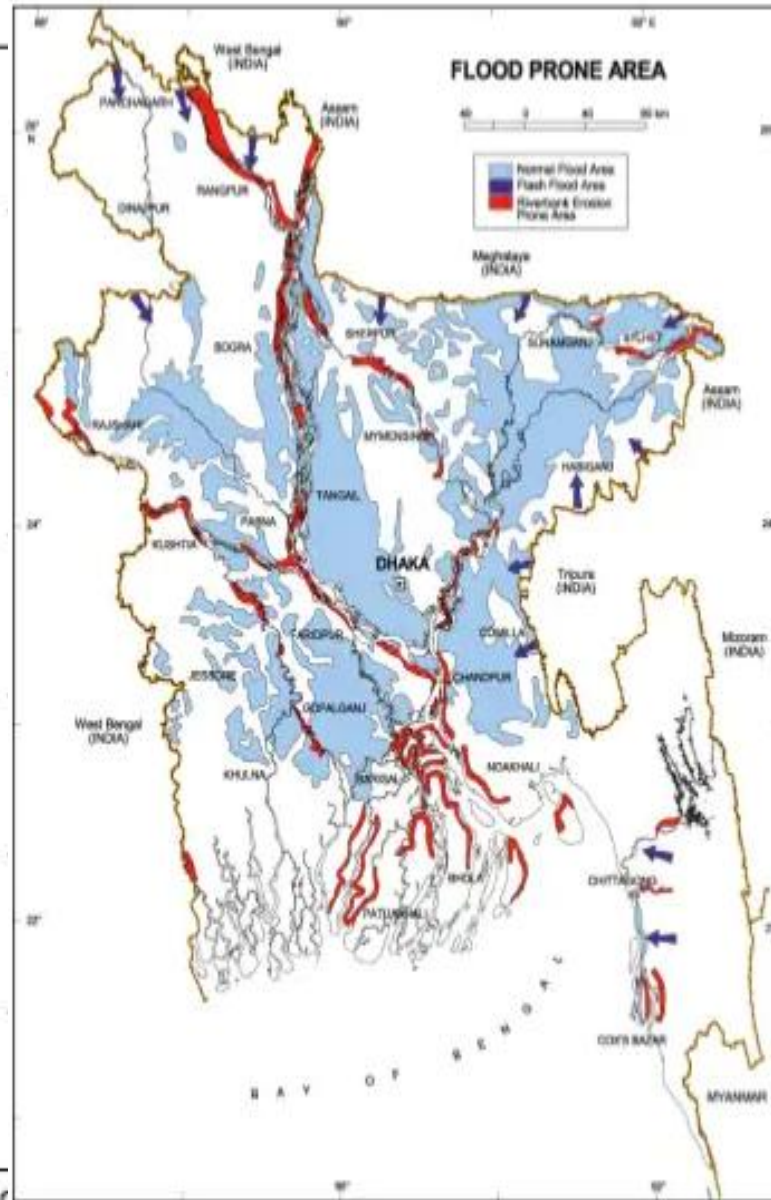 West Bengal
(INDIA)
FLOOD PRONE AREA
Assam
(INDIA)
PANCHAGARH
RANGPUR
DINAJPUR
Normal Flood Area
Flash Flood Area
Riverbank Erosion
Prone Area
Meghalaya
(INDIA)
SHERPUR
SUNAMGANJ
SYLHET
BOGRA
Assam
(INDIA)
RAJSHAHI
MYMENSINGH
HABIGANJ
TANGAIL
PABNA
24°
KUSHTIA
DHAKA
Tripura
(INDIA)
FARIDPUR
COMILLA
Mizoram
(INDIA)
JESSORE
CHANDPUR
GOPALGANJ
West Bengal
(INDIA)
NOAKHALI
KHULNA
BARISAL
CHITTAGONG
BHOLA
PATUAKHALI
22°
COX'S BAZAR
BAY OF BENGAL
MYANMAR